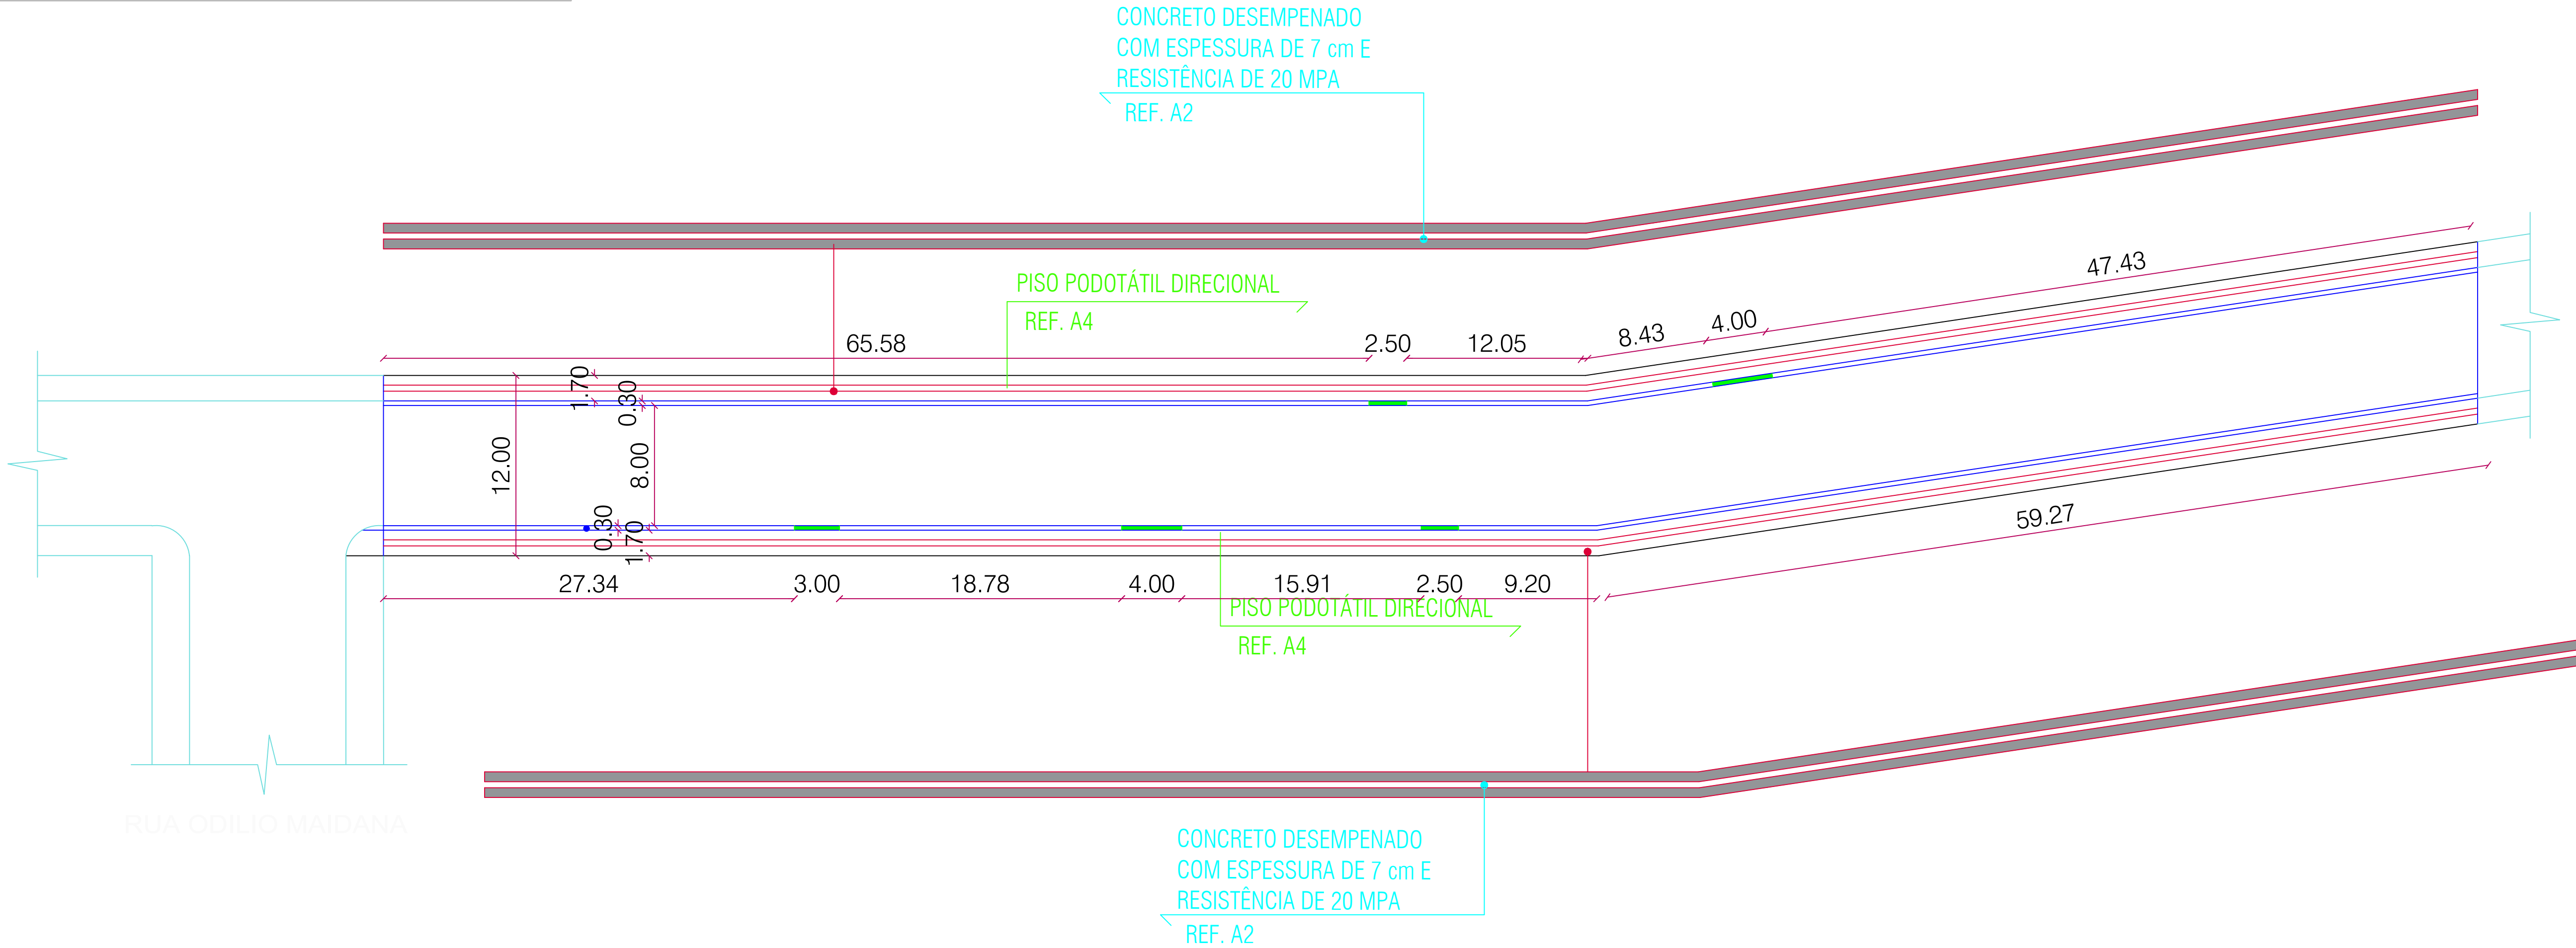 CONCRETO DESEMPENADO
COM ESPESSURA DE 7 cm E
RESISTÊNCIA DE 20 MPA
REF. A2
PISO PODOTÁTIL DIRECIONAL
REF. A4
65.58
2.50
12.05
8.43
4.00
47.43
1.70
0.30
12.00
8.00
0.30
1.70
59.27
27.34
3.00
18.78
4.00
15.91
2.50
9.20
PISO PODOTÁTIL DIRECIONAL
REF. A4
RUA ODILIO MAIDANA
CONCRETO DESEMPENADO
COM ESPESSURA DE 7 cm E
RESISTÊNCIA DE 20 MPA
REF. A2